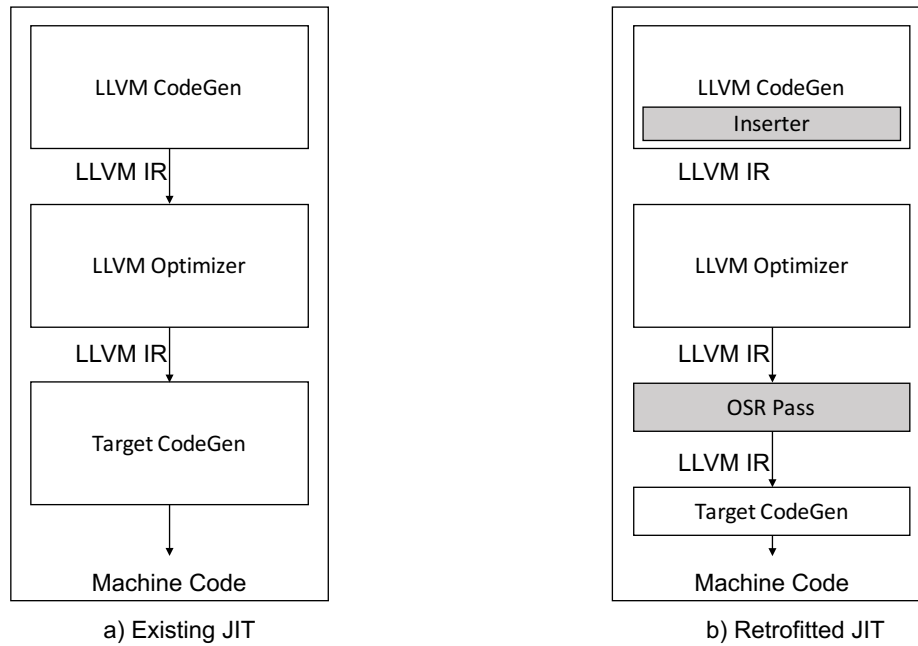 LLVM CodeGen
LLVM IR
LLVM Optimizer
LLVM IR
Target CodeGen
Machine Code
a) Existing JIT
LLVM CodeGen
Inserter
LLVM IR
LLVM Optimizer
LLVM IR
OSR Pass
LLVM IR
Target CodeGen
Machine Code
b) Retrofitted JIT